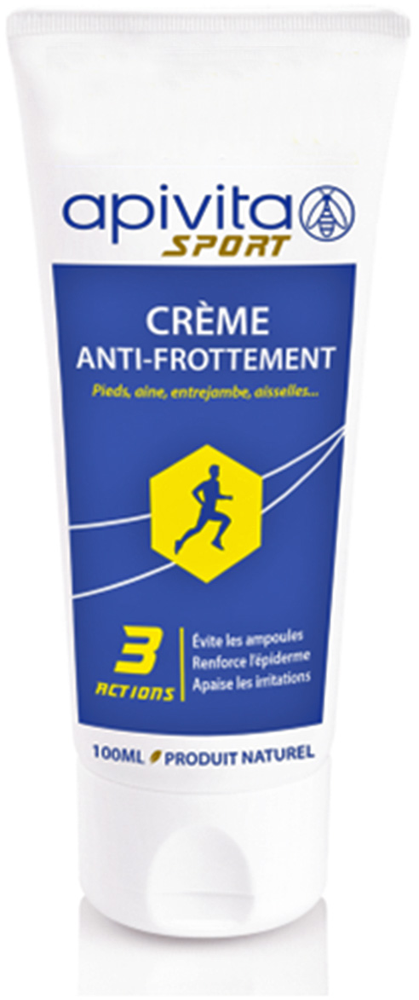 apivita
SPORT
CRÈME
ANTI-FROTTEMENT
Pieds, aine, entrejambe, aisselles...
3
ACTIONS
Évite les ampoules
Renforce l'épiderme
Apaise les irritations
100ML PRODUIT NATUREL